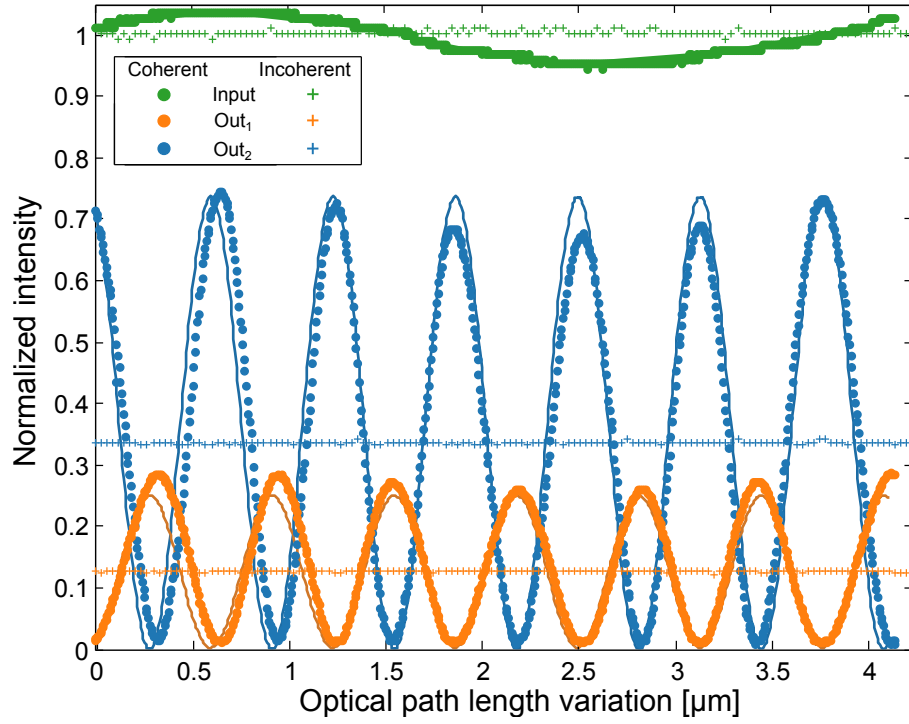 1
0.9
0.8
0.7
0.6
0.5
0.4
0.3
0.2
0.1
0
Normalized intensity
Coherent Incoherent
Input
Out1
Out2
0 0.5 1 1.5 2 2.5 3 3.5 4
Optical path length variation [µm]